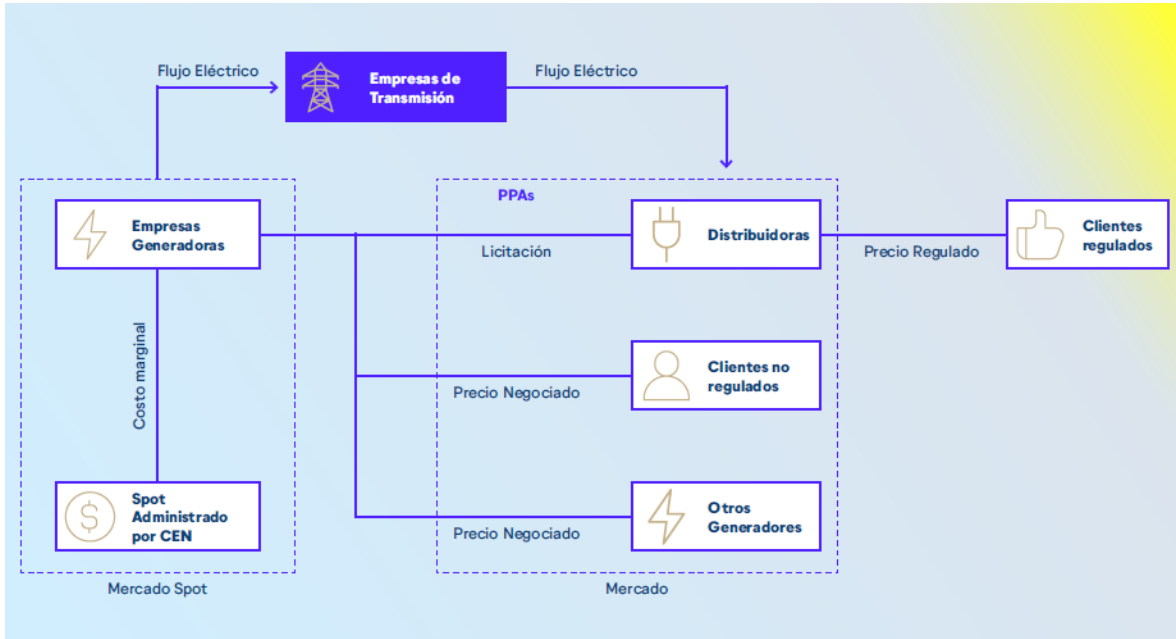 Flujo Eléctrico
Empresas de
Transmisión
Flujo Eléctrico
PPAs
Empresas
Generadoras
Licitación
Distribuidoras
Precio Regulado
Clientes
regulados
Costo marginal
Precio Negociado
Clientes no
regulados
Spot
Administrado
por CEN
Precio Negociado
Otros
Generadores
Mercado Spot
Mercado